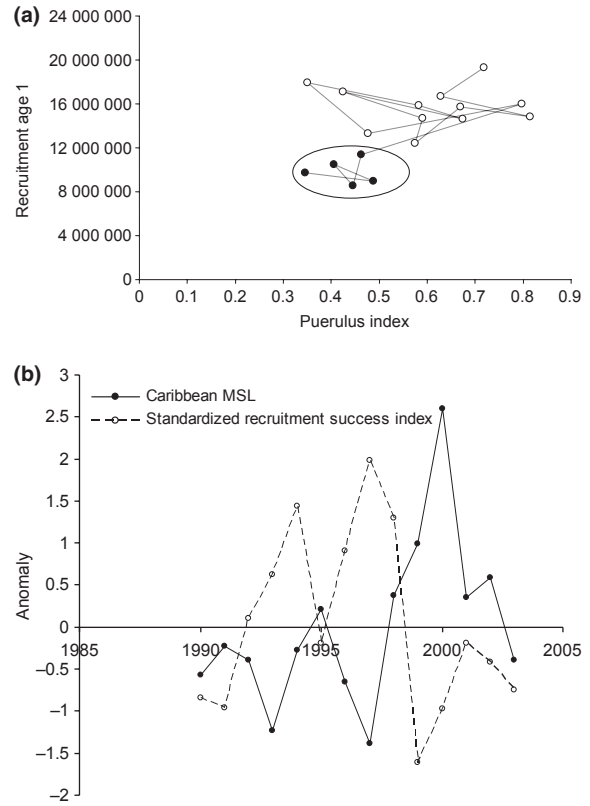 (a)
24 000 000
20 000 000
16 000 000
12 000 000
8 000 000
4 000 000
0
Recruitment age 1
0 0.1 0.2 0.3 0.4 0.5 0.6 0.7 0.8 0.9
Puerulus index
(b)
3
2.5
2
1.5
1
0.5
0
−0.5
−1
−1.5
−2
Anomaly
Caribbean MSL
Standardized recruitment success index
1985 1990 1995 2000 2005